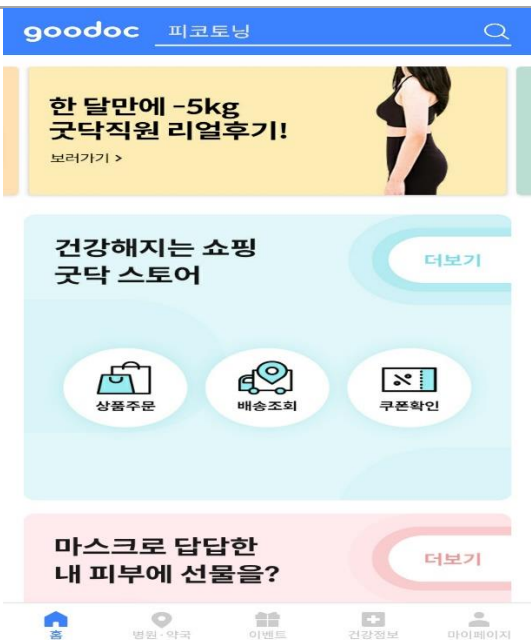 goodoc 피코토닝
한 달만에 -5kg
굿닥직원 리얼후기!
보러가기 >
건강해지는 쇼핑
굿닥 스토어
더보기
상품주문 배송조회 쿠폰확인
마스크로 답답한
내 피부에 선물을?
더보기
홈 병원·약국 이벤트 건강정보 마이페이지